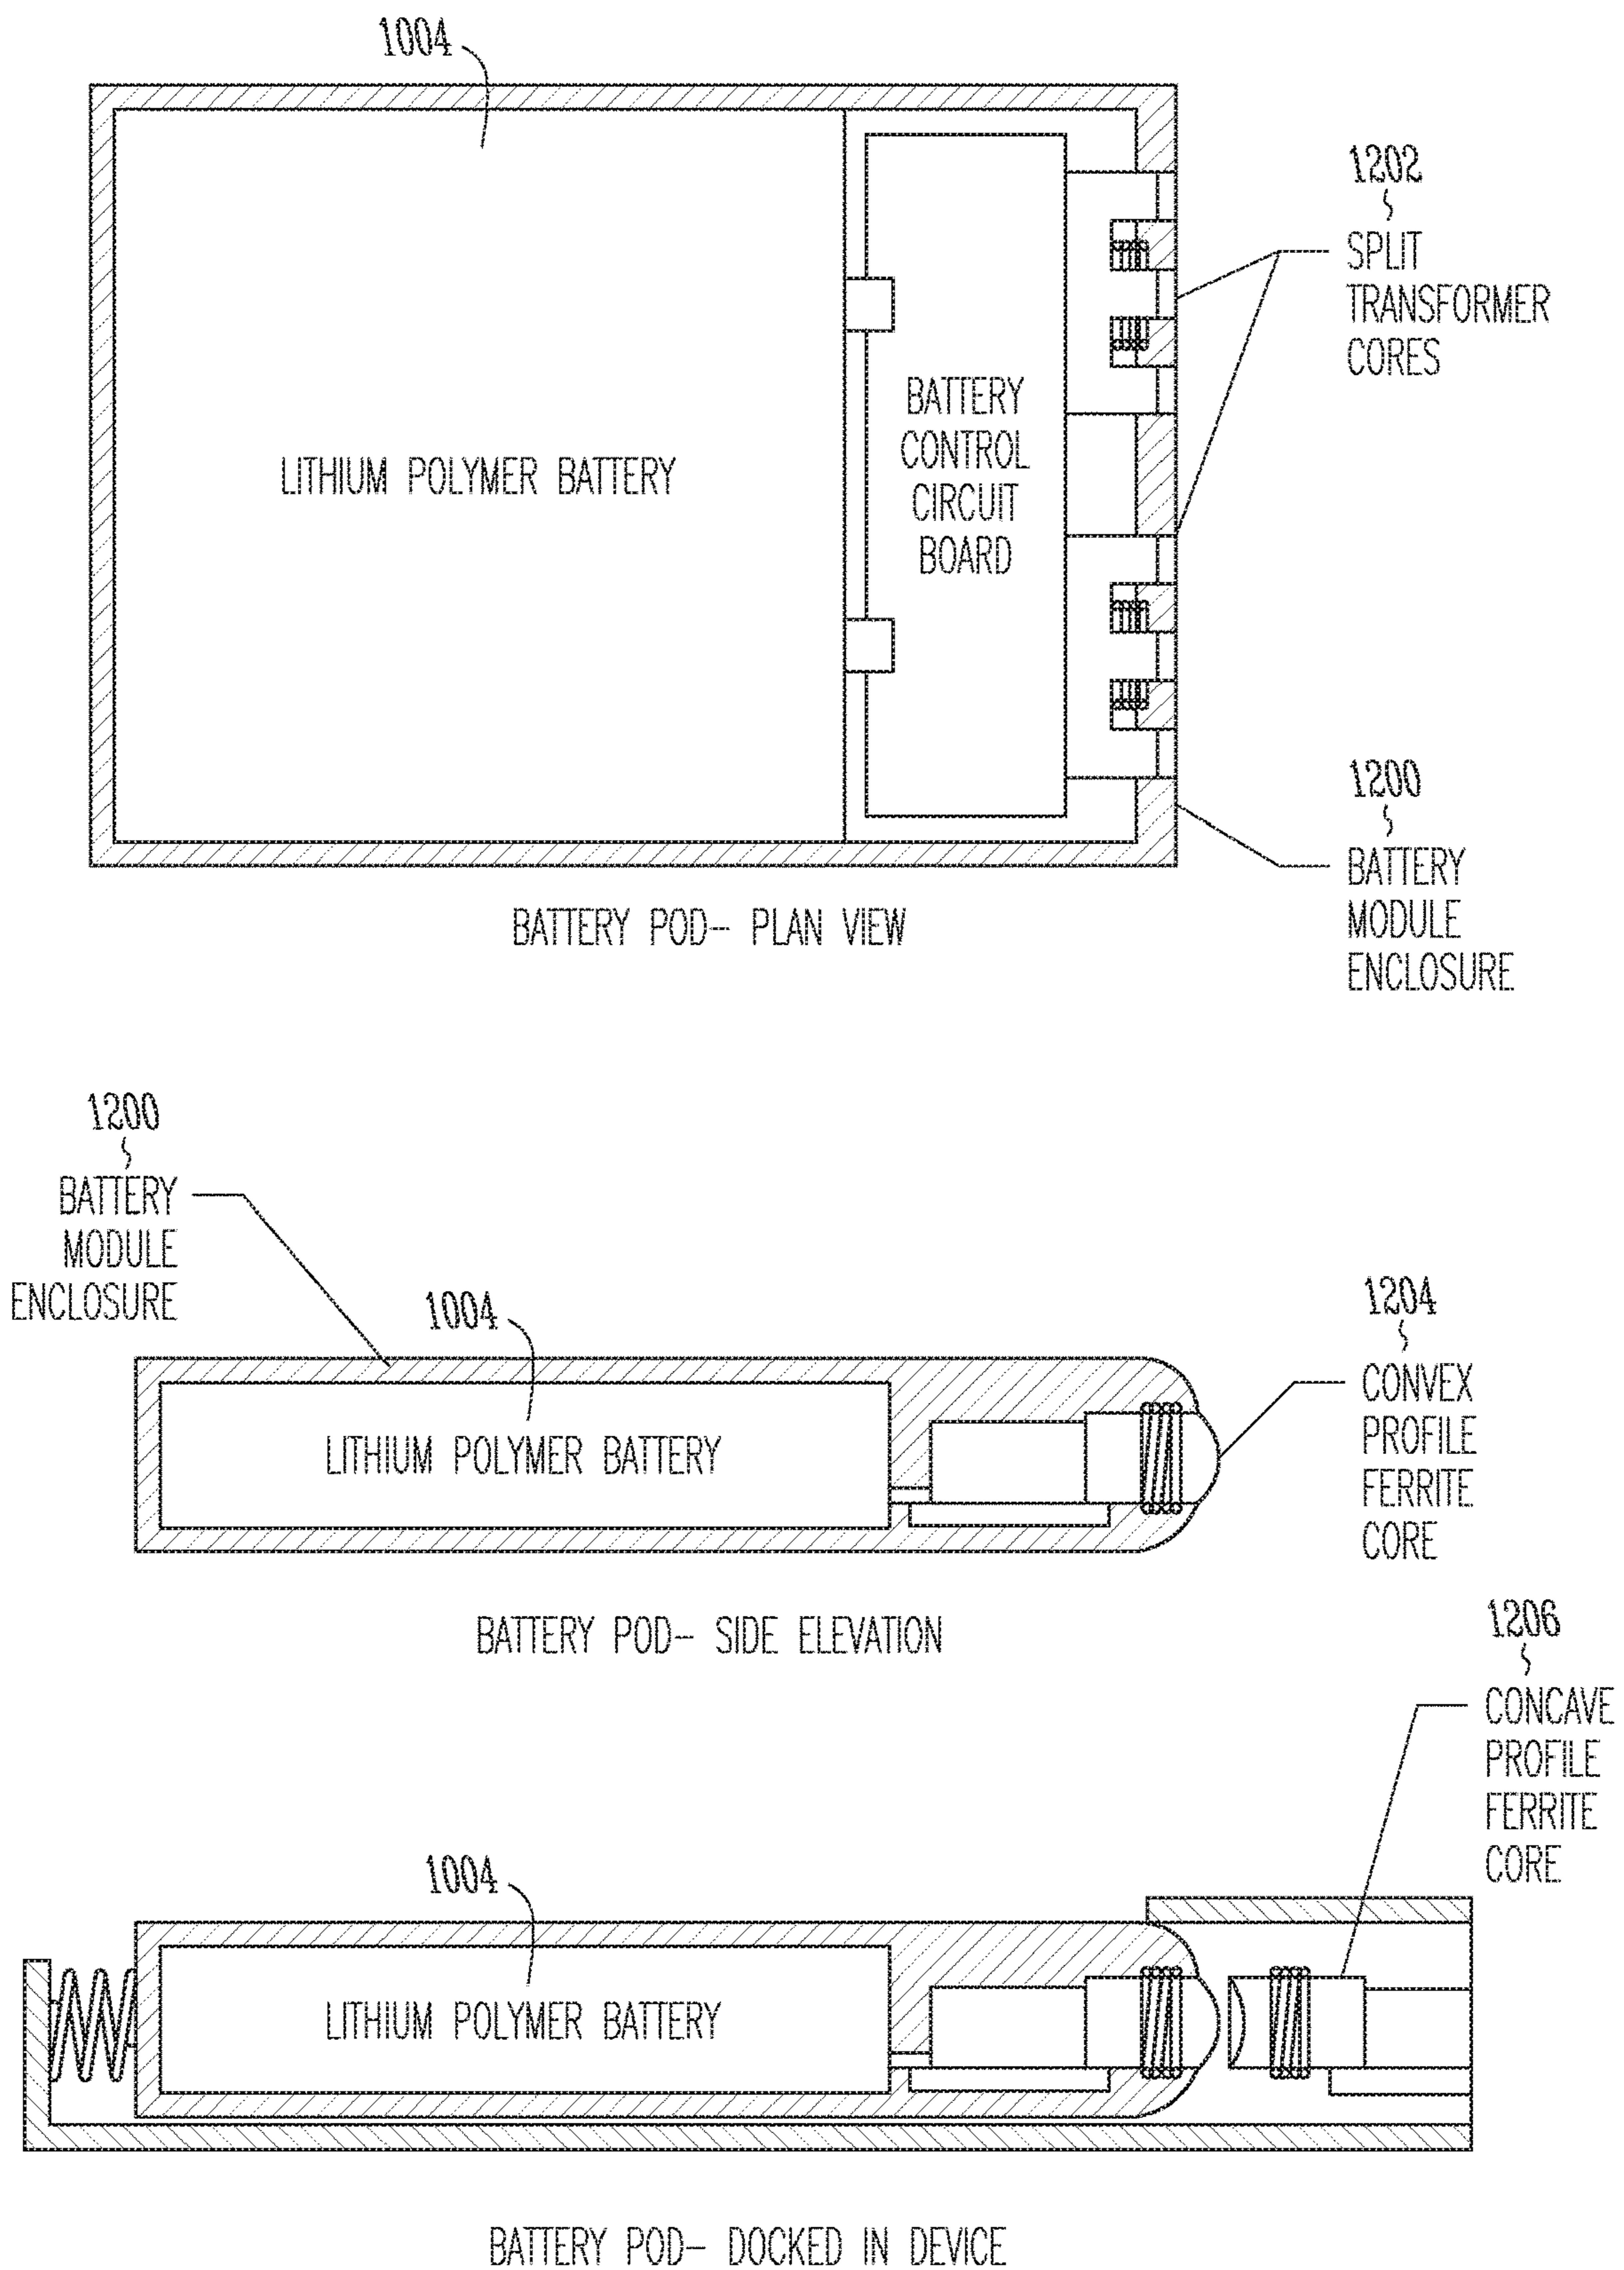 1004
1202
SPLIT
TRANSFORMER
CORES
LITHIUM POLYMER BATTERY
BATTERY
CONTROL
CIRCUIT
BOARD
1200
BATTERY
MODULE
ENCLOSURE
BATTERY POD- PLAN VIEW
1200
BATTERY
MODULE
ENCLOSURE
1004
1204
CONVEX
PROFILE
FERRITE
CORE
LITHIUM POLYMER BATTERY
BATTERY POD- SIDE ELEVATION
1206
CONCAVE
PROFILE
FERRITE
CORE
1004
LITHIUM POLYMER BATTERY
BATTERY POD- DOCKED IN DEVICE